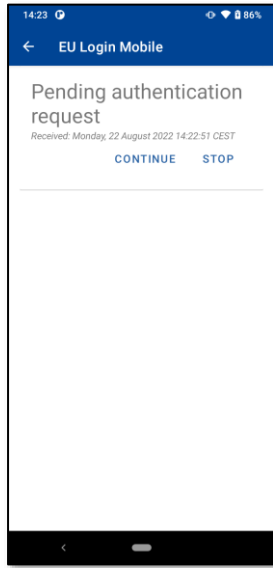 14:23 86%
EU Login Mobile
Pending authentication
request
Received: Monday, 22 August 2022 14:22:51 CEST
CONTINUE STOP